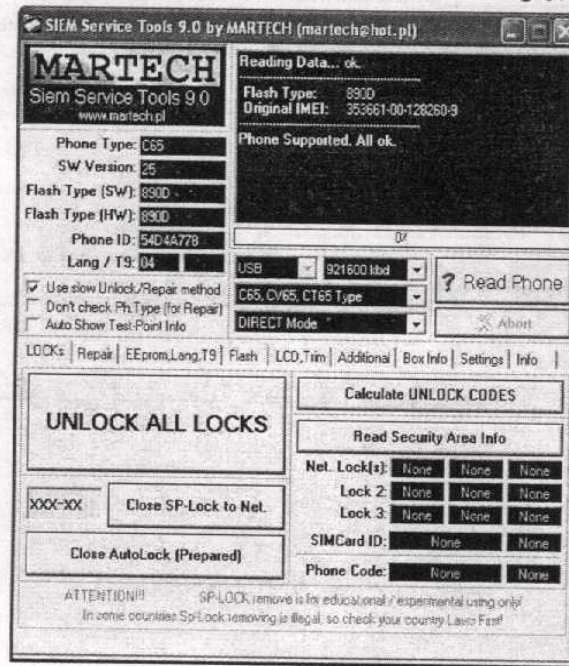 SIEM Service Tools 9.0 by MARTECH (martech@hot.pl)
MARTECH
Siem Service Tools 9.0
www.martech.pl
Reading Data... ok.
Flash Type: 890D
Original IMEI: 353661-00-128260-9
Phone Supported. All ok.
Phone Type: C65
SW Version: 25
Flash Type (SW): 890D
Flash Type (HW): 890D
Phone ID: 54D4A778
Lang / T9: 04
0%
USB 921600 kbd
C65, CV65, CT65 Type
DIRECT Mode
? Read Phone
Abort
Use slow Unlock/Repair method
Don't check Ph.Type (for Repair)
Auto Show Test-Point Info
LOCKs Repair EEprom,Lang,T9 Flash LCD,Trim Additional Box Info Settings Info
UNLOCK ALL LOCKS
Calculate UNLOCK CODES
Read Security Area Info
Net. Lock(s): None None None
Lock 2: None None None
Lock 3: None None None
SIMCard ID: None None
Phone Code: None None
XXX-XX Close SP-Lock to Net.
Close AutoLock (Prepared)
ATTENTION!!! SP-LOCK remove is for educational / experimental using only!
In some countries Sp-Lock removing is illegal, so check your country Laws First!